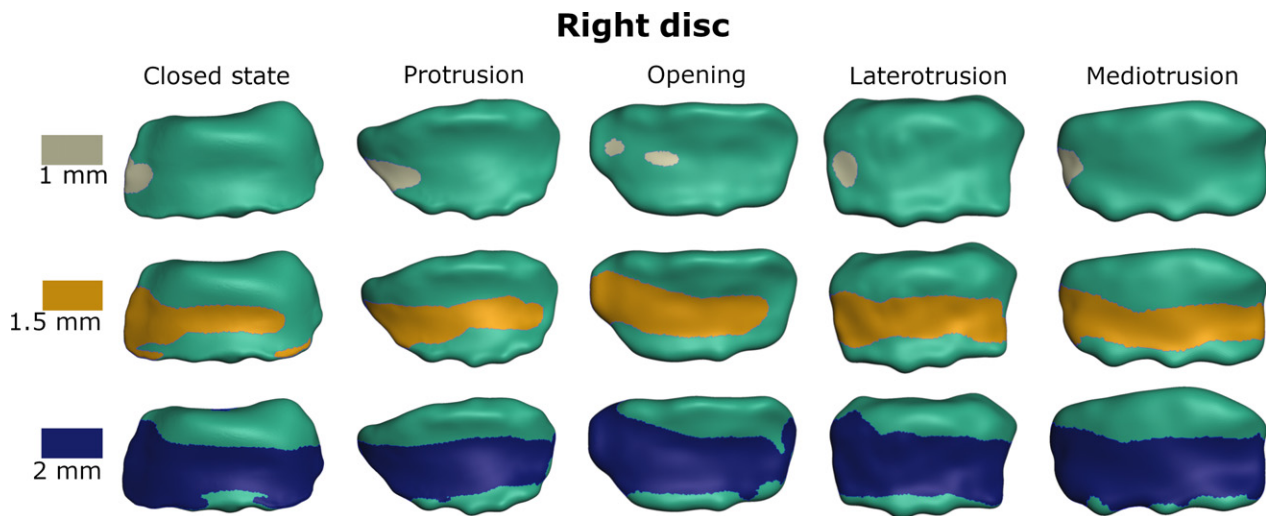 Right disc
Closed state Protrusion Opening Laterotrusion Mediotrusion
1 mm
1.5 mm
2 mm